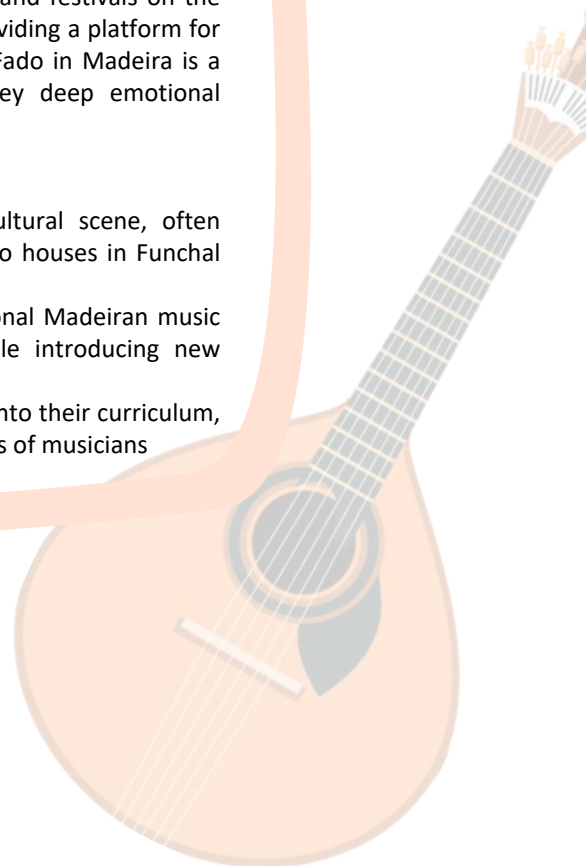 and festivals on the
viding a platform for
Fado in Madeira is a
ey deep emotional
ultural scene, often
o houses in Funchal
onal Madeiran music
le introducing new
nto their curriculum,
s of musicians